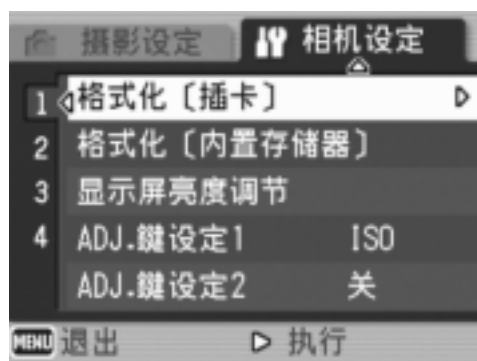 摄影设定 相机设定
1 格式化〔插卡〕
2 格式化〔内置存储器〕
3 显示屏亮度调节
4 ADJ.鍵设定1 ISO
ADJ.鍵设定2 关
MENU 退出 执行